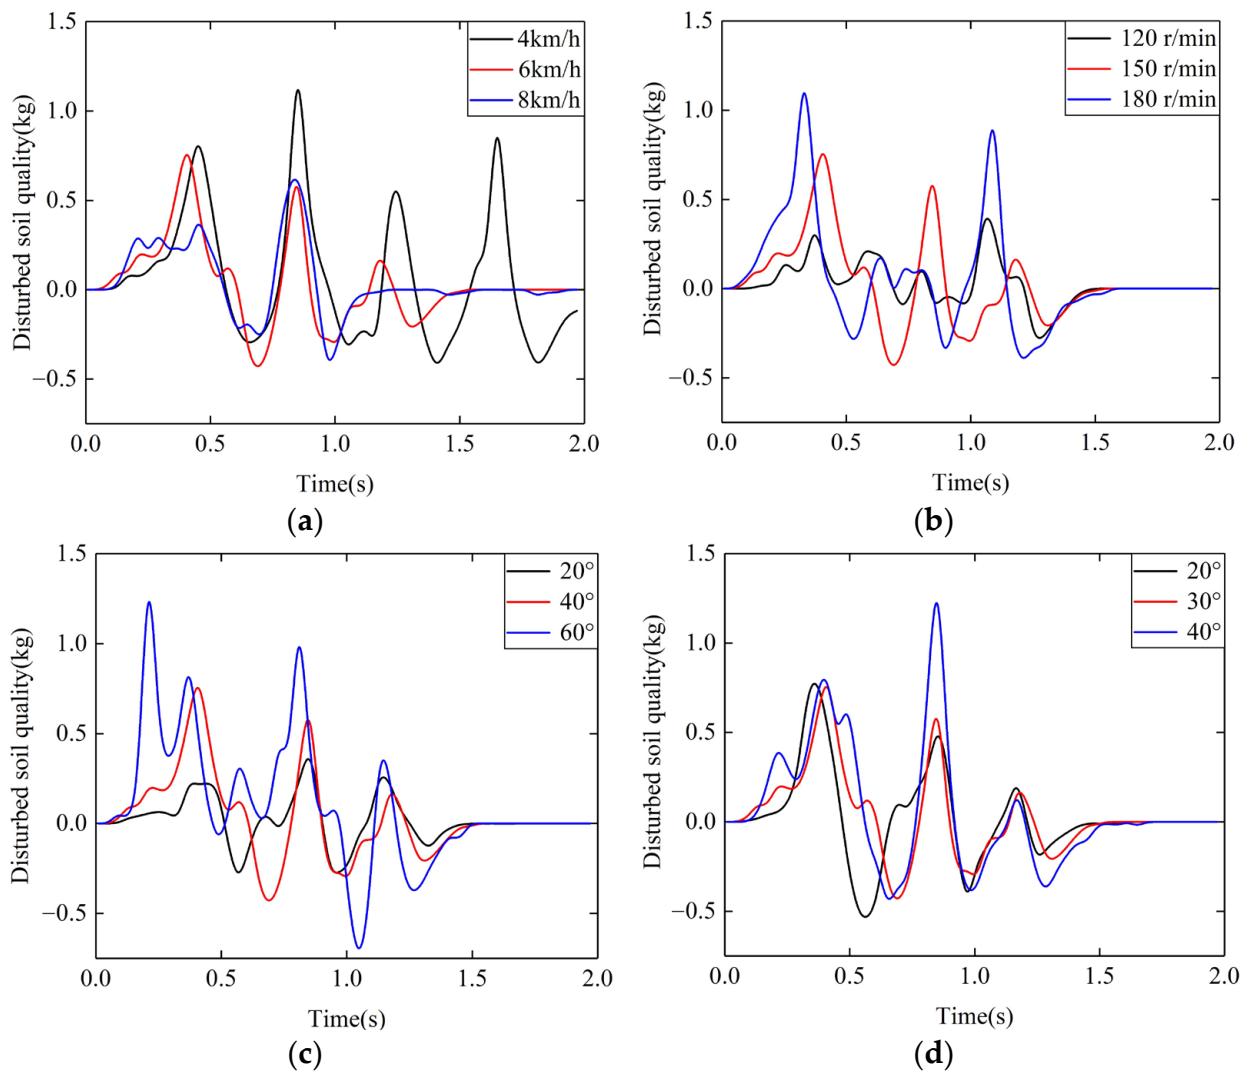 1.5
1.0
0.5
0.0
−0.5
Disturbed soil quality(kg)
4km/h
6km/h
8km/h
0.0 0.5 1.0 1.5 2.0
Time(s)
(a)
1.5
1.0
0.5
0.0
−0.5
Disturbed soil quality(kg)
120 r/min
150 r/min
180 r/min
0.0 0.5 1.0 1.5 2.0
Time(s)
(b)
1.5
1.0
0.5
0.0
−0.5
Disturbed soil quality(kg)
20°
40°
60°
0.0 0.5 1.0 1.5 2.0
Time(s)
(c)
1.5
1.0
0.5
0.0
−0.5
Disturbed soil quality(kg)
20°
30°
40°
0.0 0.5 1.0 1.5 2.0
Time(s)
(d)